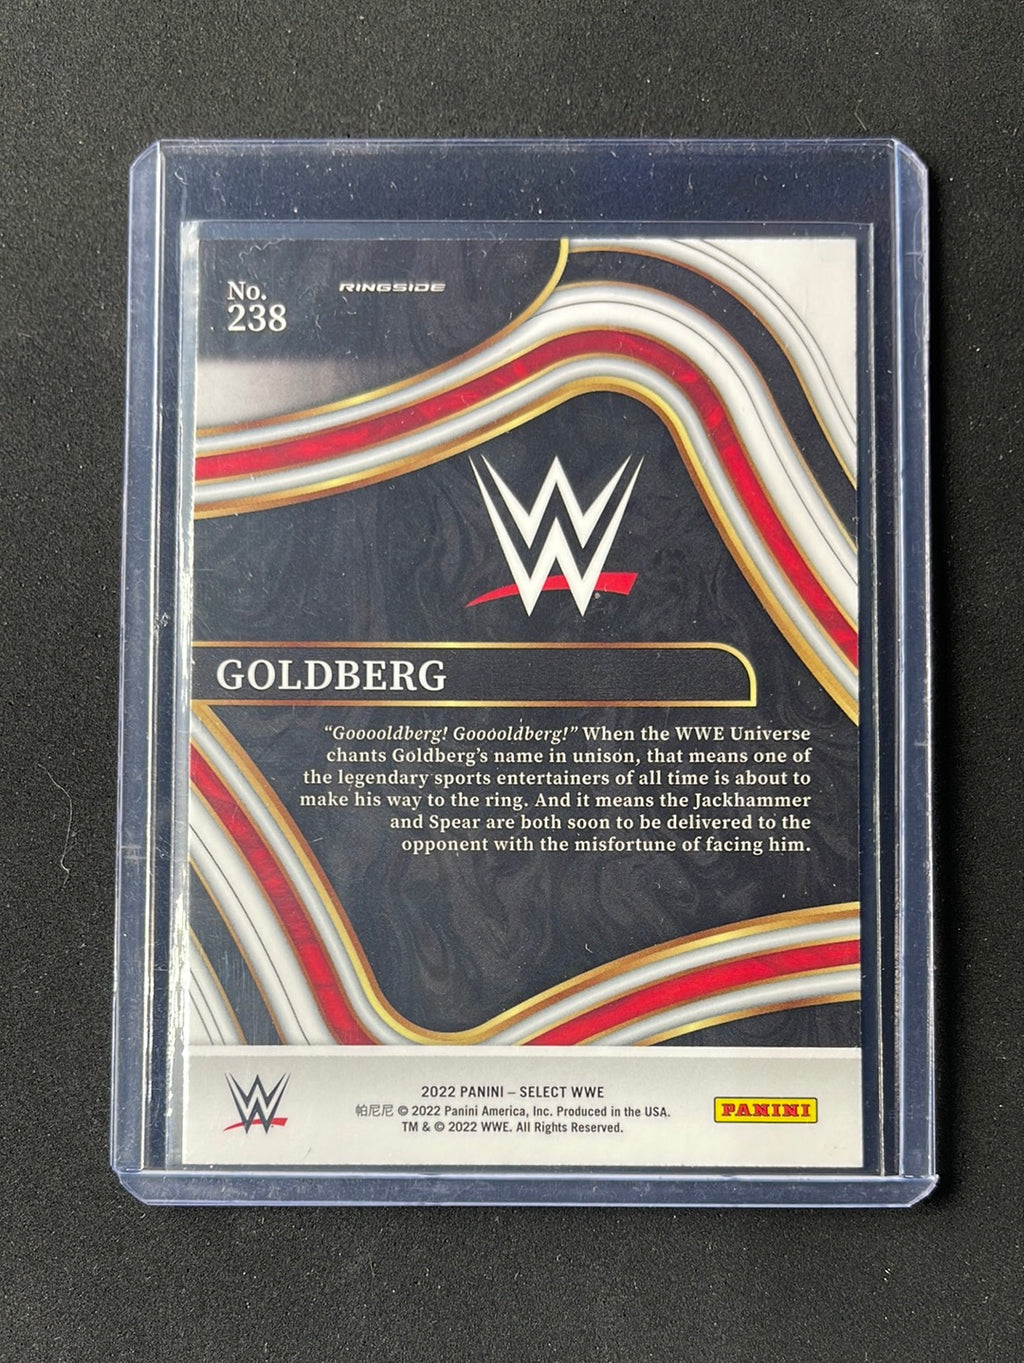 No.
238
RINGSIDE
W
GOLDBERG
“Gooooldberg! Gooooldberg!” When the WWE Universe
chants Goldberg’s name in unison, that means one of
the legendary sports entertainers of all time is about to
make his way to the ring. And it means the Jackhammer
and Spear are both soon to be delivered to the
opponent with the misfortune of facing him.
W
2022 PANINI – SELECT WWE
帕尼尼 © 2022 Panini America, Inc. Produced in the USA.
TM & © 2022 WWE. All Rights Reserved.
PANINI